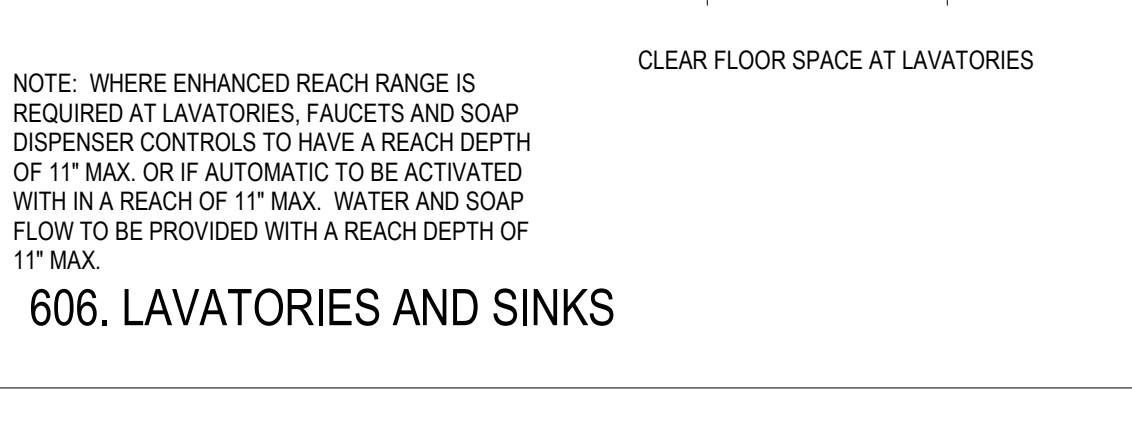 CLEAR FLOOR SPACE AT LAVATORIES
NOTE: WHERE ENHANCED REACH RANGE IS
REQUIRED AT LAVATORIES, FAUCETS AND SOAP
DISPENSER CONTROLS TO HAVE A REACH DEPTH
OF 11" MAX. OR IF AUTOMATIC TO BE ACTIVATED
WITH IN A REACH OF 11" MAX. WATER AND SOAP
FLOW TO BE PROVIDED WITH A REACH DEPTH OF
11" MAX.
606. LAVATORIES AND SINKS